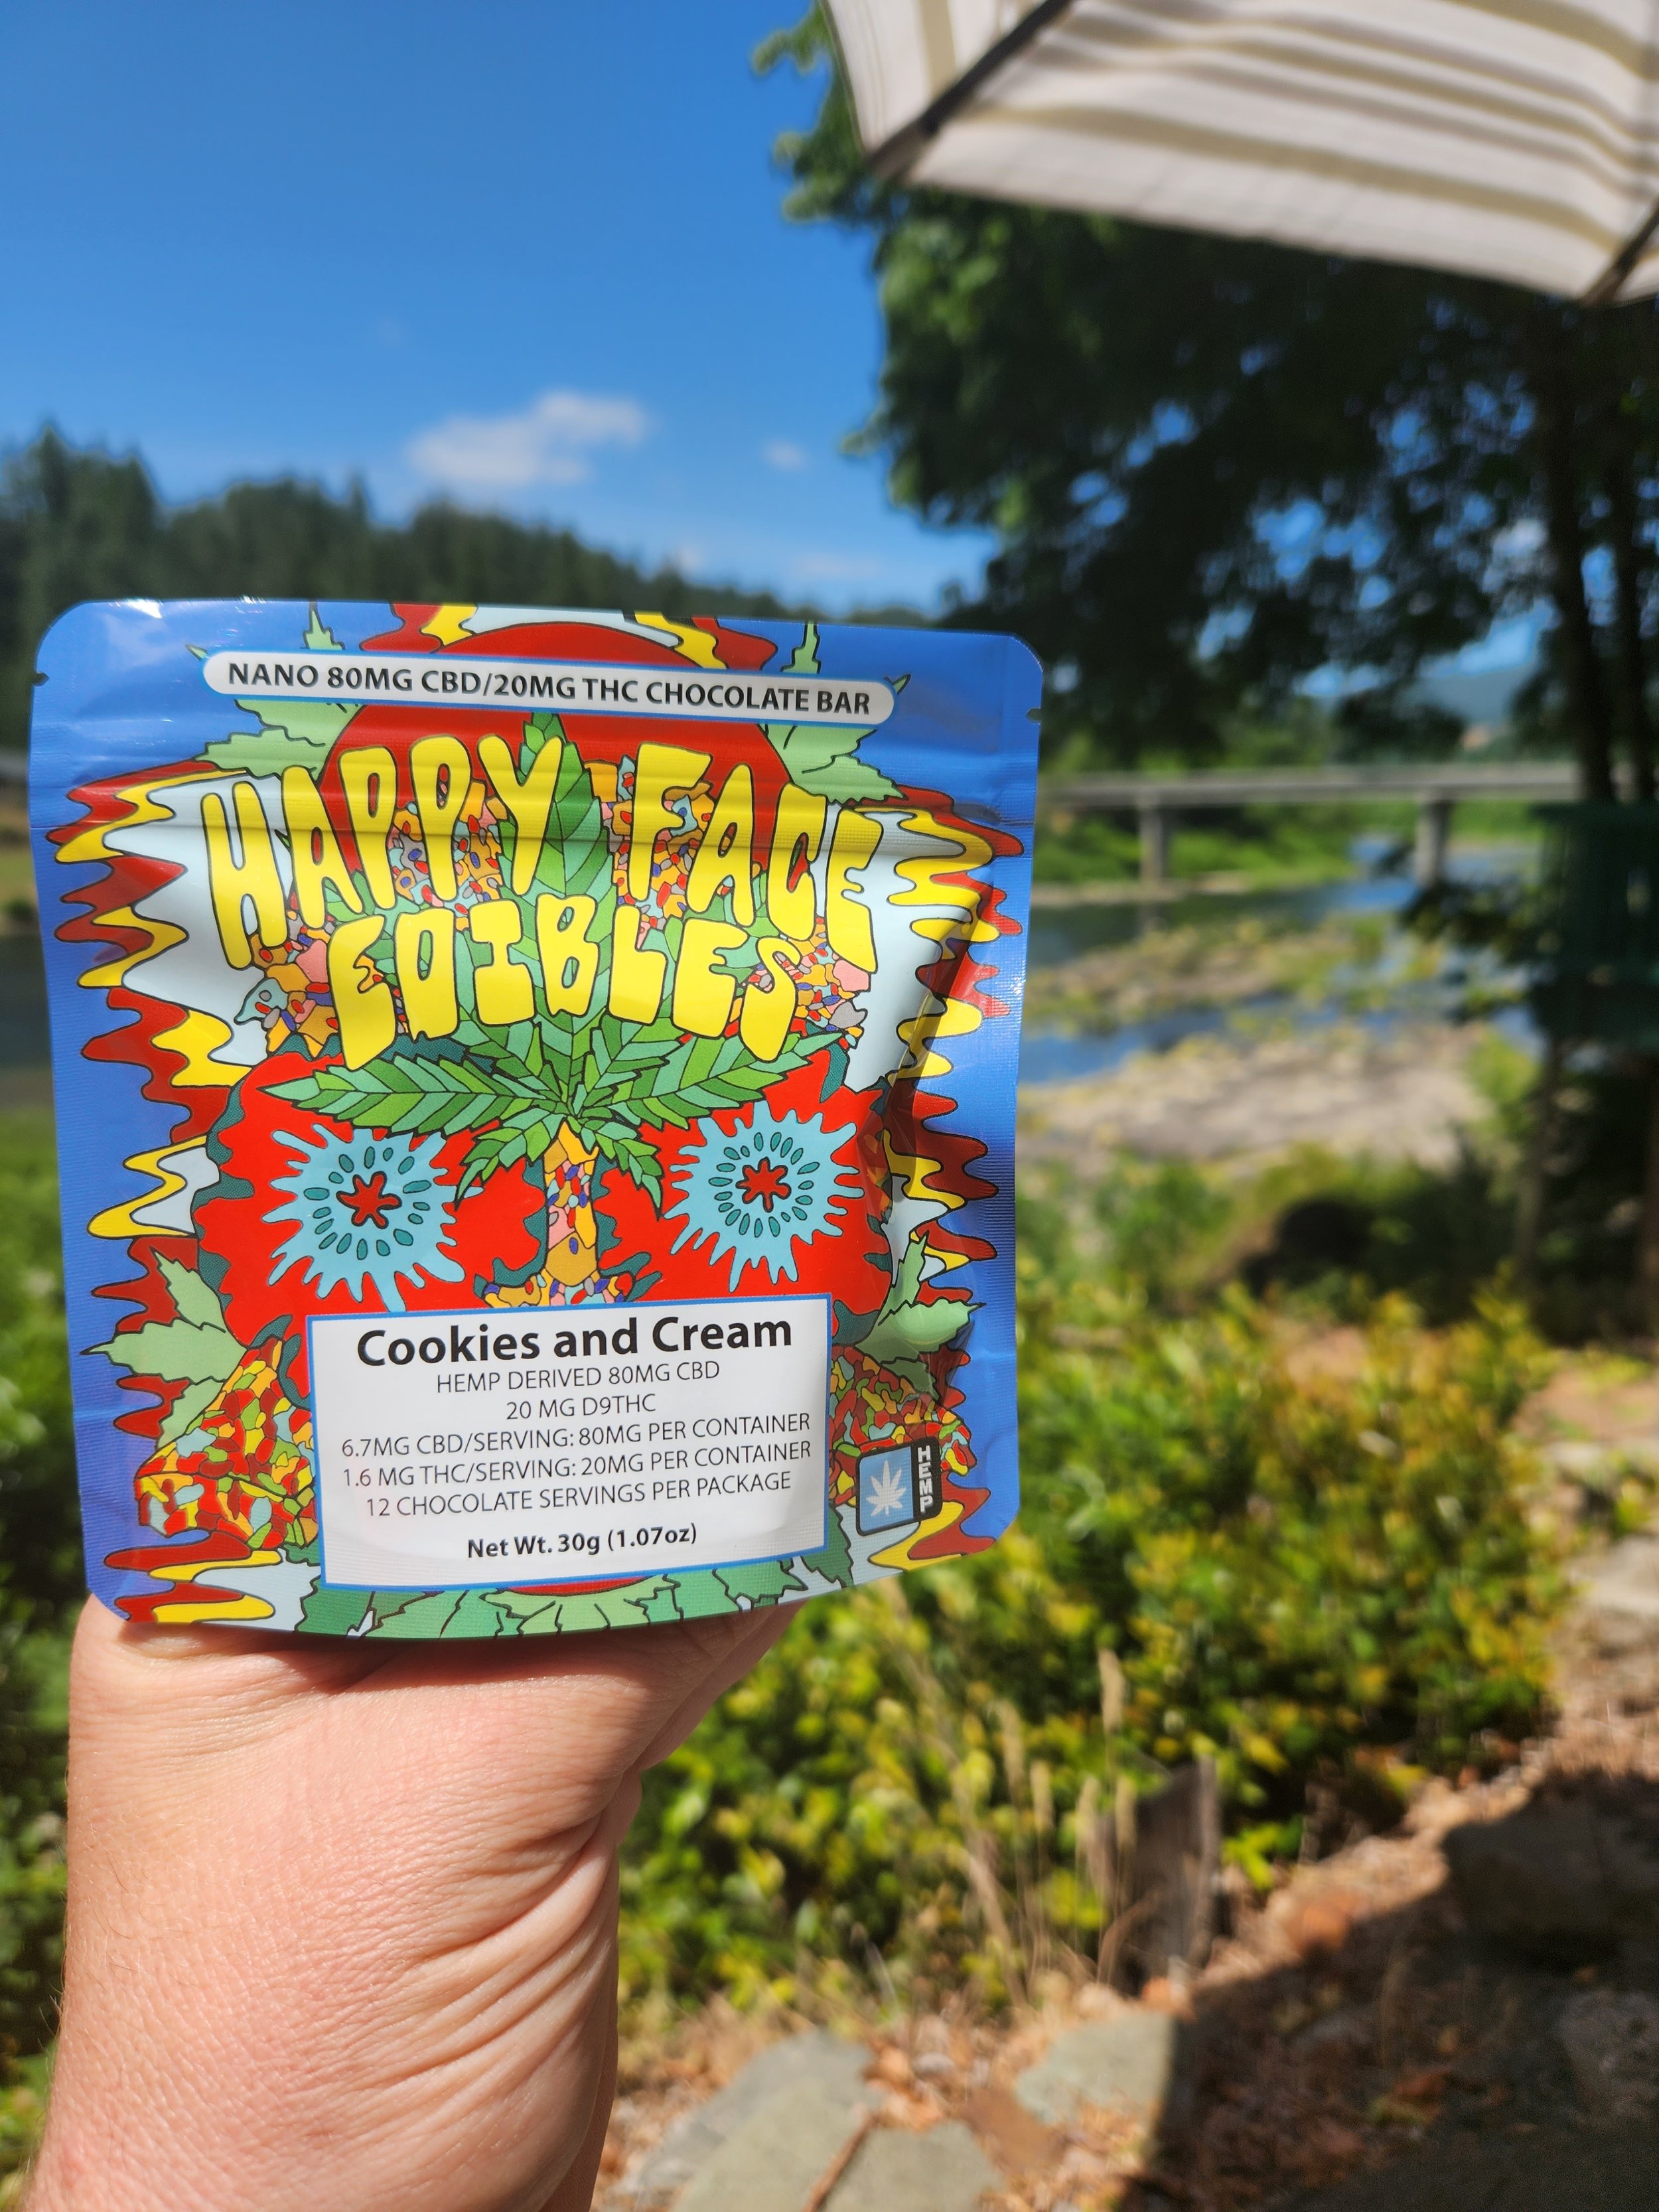 NANO 80MG CBD/20MG THC CHOCOLATE BAR
HAPPY FACE
EDIBLES
Cookies and Cream
HEMP DERIVED 80MG CBD
20 MG D9THC
6.7MG CBD/SERVING: 80MG PER CONTAINER
1.6 MG THC/SERVING: 20MG PER CONTAINER
12 CHOCOLATE SERVINGS PER PACKAGE
Net Wt. 30g (1.07oz)
HEMP